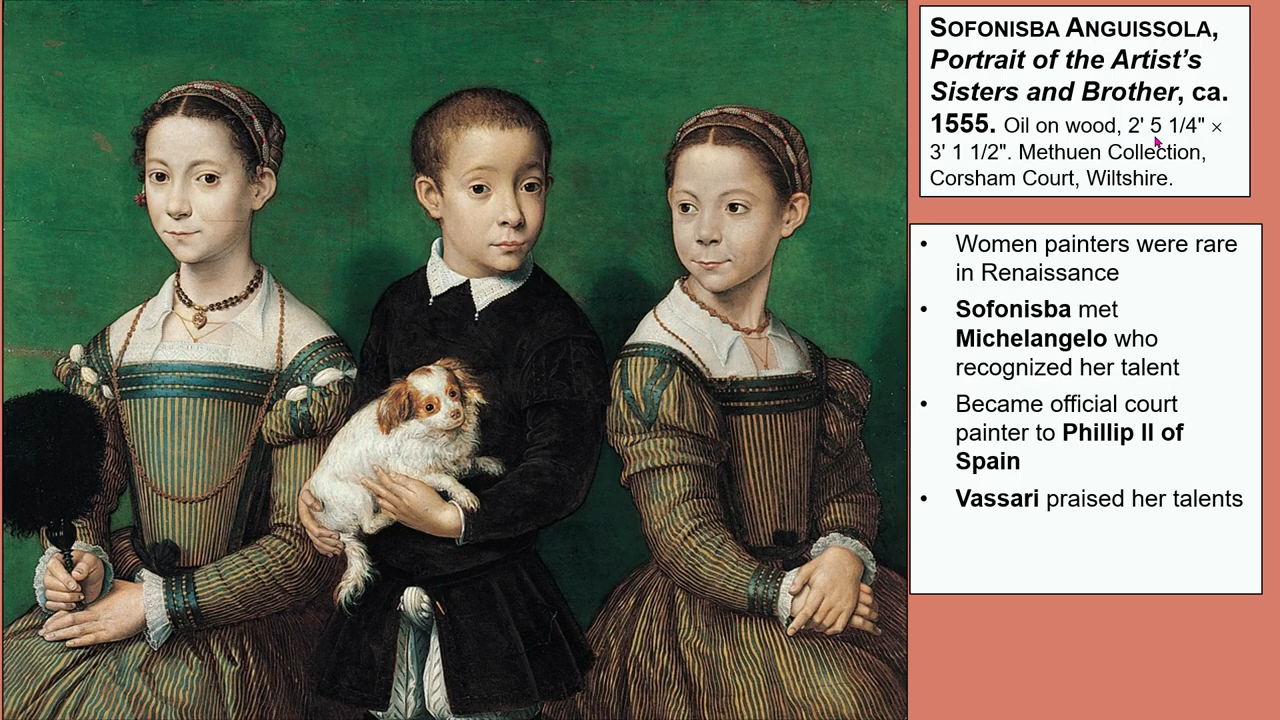 SOFONISBA ANGUISSOLA,
Portrait of the Artist’s
Sisters and Brother, ca.
1555. Oil on wood, 2' 5 1/4" ×
3' 1 1/2". Methuen Collection,
Corsham Court, Wiltshire.
• Women painters were rare
in Renaissance
• Sofonisba met
Michelangelo who
recognized her talent
• Became official court
painter to Phillip II of
Spain
• Vassari praised her talents